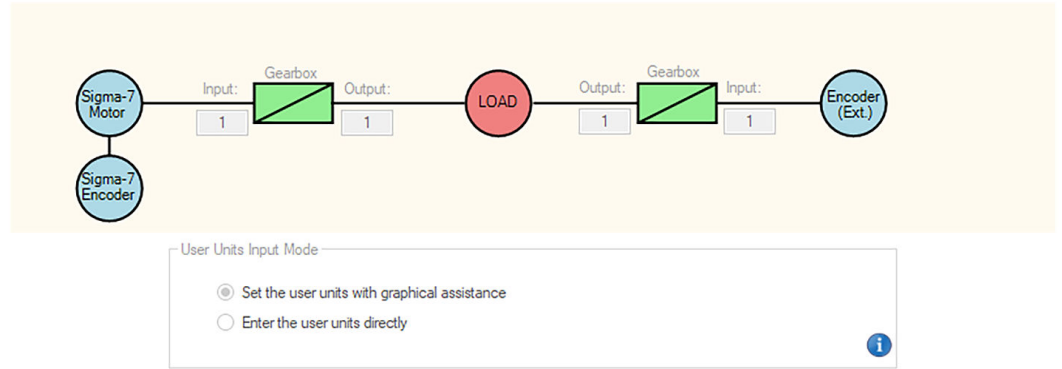 Gearbox
Gearbox
Input:
Output:
Output:
Input:
Sigma-7
Motor
LOAD
Encoder
(Ext.)
1
1
1
1
Sigma-7
Encoder
User Units Input Mode
Set the user units with graphical assistance
Enter the user units directly
i